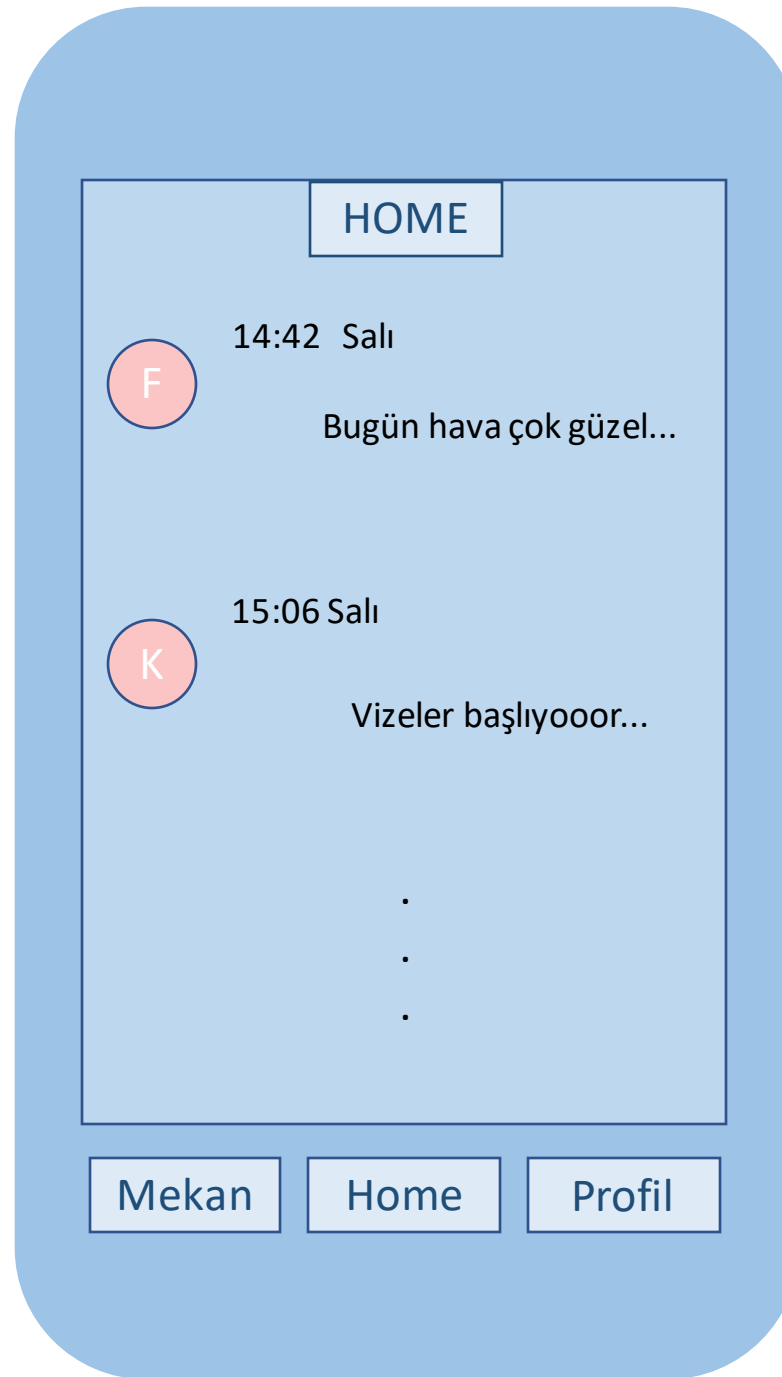 HOME
14:42 Salı
F
Bugün hava çok güzel...
15:06 Salı
K
Vizeler başlıyooor...
.
.
.
Mekan Home Profil